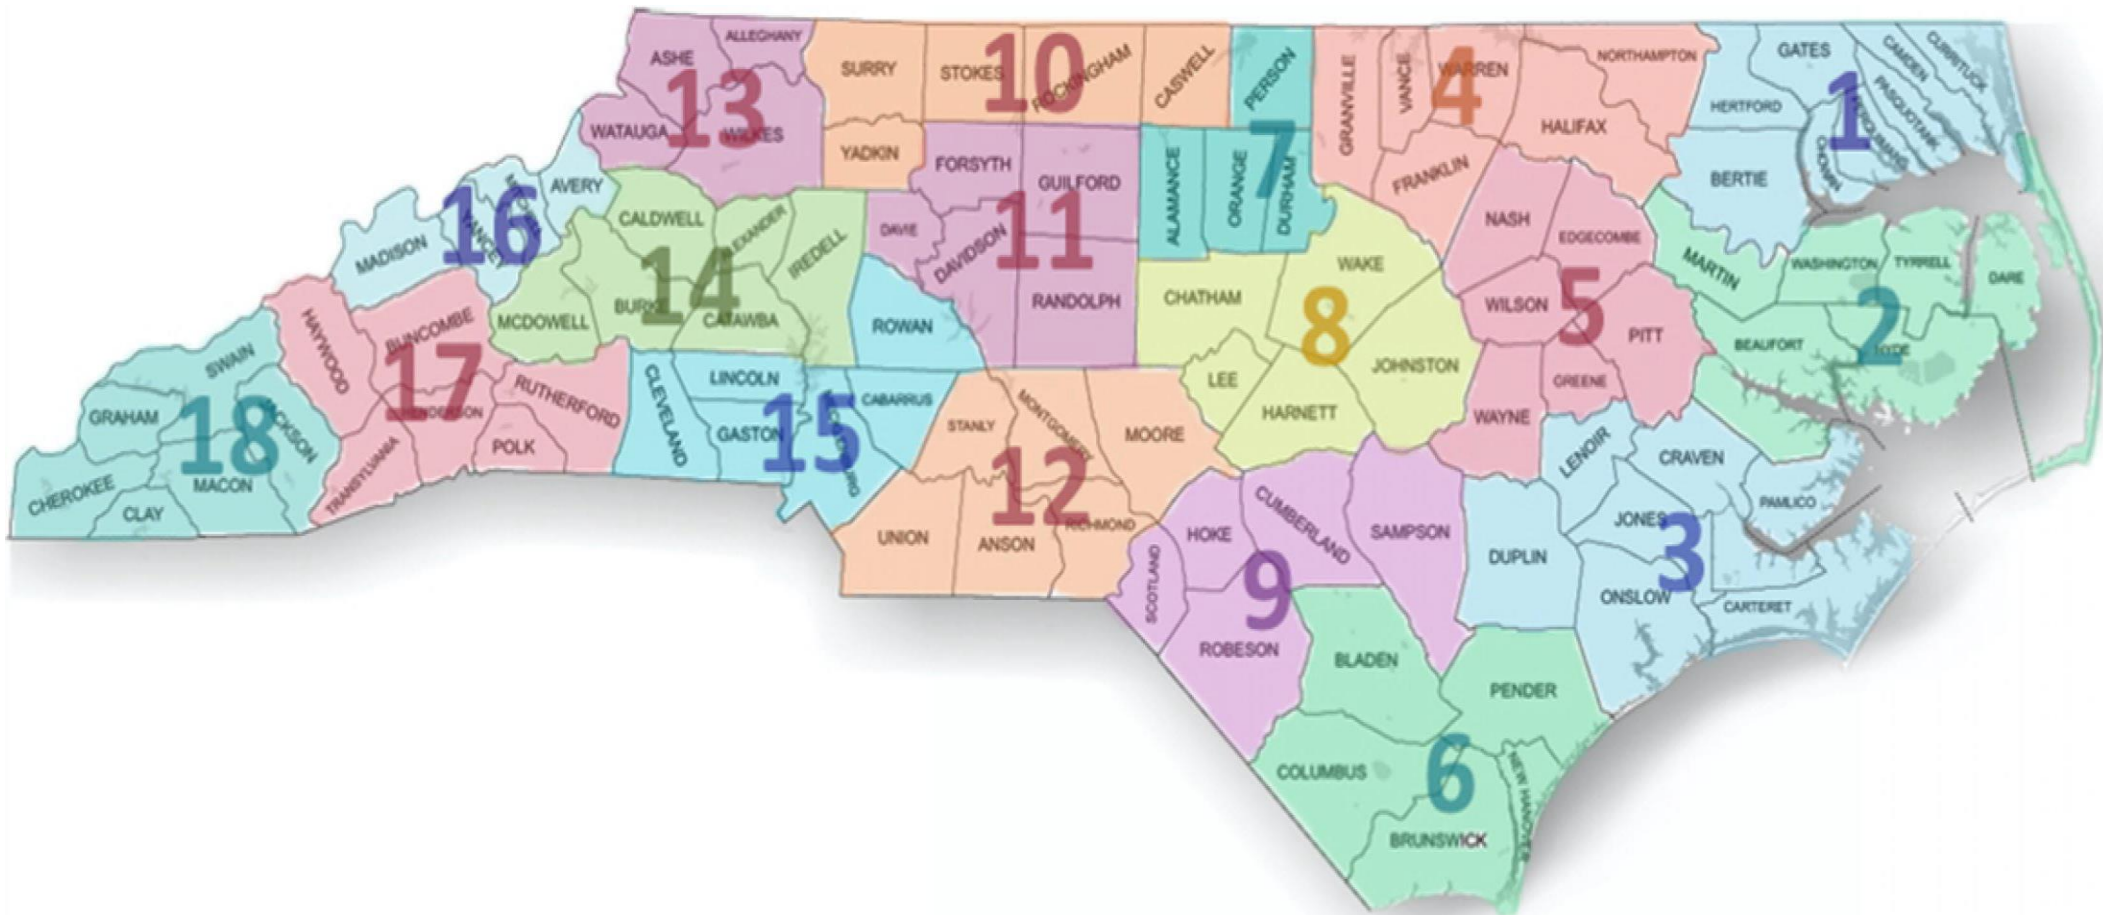 ASHE
ALLEGHANY
13
WATAUGA
WILKES
SURRY
STOKES
10
ROCKINGHAM
CASWELL
YADKIN
PERSON
7
ALAMANCE
ORANGE
DURHAM
GRANVILLE
VANCE
4
WARREN
NORTHAMPTON
HALIFAX
FRANKLIN
GATES
CAMDEN
CURRITUCK
1
HERTFORD
PERQUIMANS
PASQUOTANK
CHOWAN
BERTIE
16
MADISON
YANCEY
MITCHELL
AVERY
CALDWELL
ALEXANDER
IREDELL
14
BURKE
MCDOWELL
CATAWBA
FORSYTH
GUILFORD
DAVIE
DAVIDSON
11
RANDOLPH
WAKE
CHATHAM
8
JOHNSTON
LEE
HARNETT
NASH
EDGECOMBE
WILSON
5
PITT
GREENE
WAYNE
MARTIN
WASHINGTON
TYRRELL
DARE
BEAUFORT
2
HYDE
HAYWOOD
BUNCOMBE
17
HENDERSON
RUTHERFORD
POLK
TRANSYLVANIA
SWAIN
GRAHAM
18
JACKSON
CHEROKEE
CLAY
MACON
ROWAN
LINCOLN
CLEVELAND
GASTON
15
CABARRUS
STANLY
MONTGOMERY
MOORE
12
UNION
ANSON
RICHMOND
HOKE
CUMBERLAND
SAMPSON
SCOTLAND
9
ROBESON
LENOIR
CRAVEN
PAMLICO
JONES
3
DUPLIN
ONSLOW
CARTERET
BLADEN
PENDER
COLUMBUS
6
BRUNSWICK
NEW HANOVER